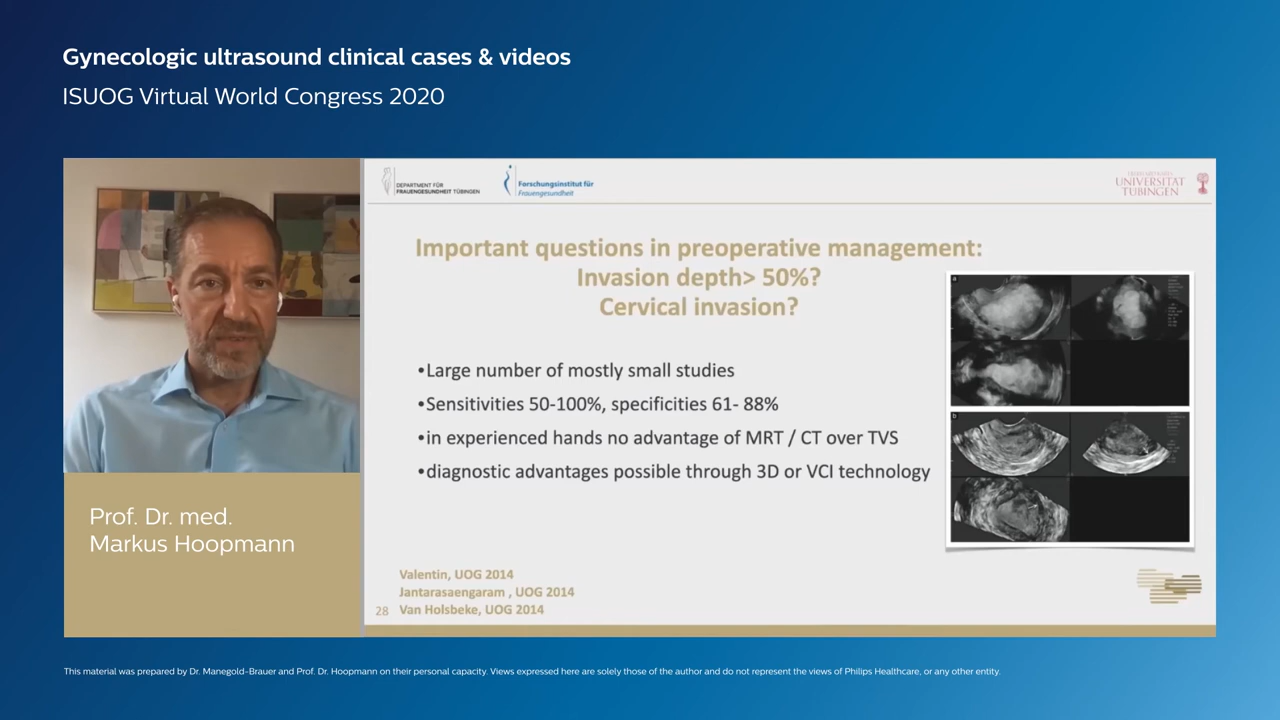 Gynecologic ultrasound clinical cases & videos
ISUOG Virtual World Congress 2020
DEPARTMENT FÜR
FRAUENGESUNDHEIT TÜBINGEN
Forschungsinstitut für
Frauengesundheit
UNIVERSITÄT
TÜBINGEN
Important questions in preoperative management:
Invasion depth> 50%?
Cervical invasion?
•Large number of mostly small studies
•Sensitivities 50-100%, specificities 61- 88%
•in experienced hands no advantage of MRT / CT over TVS
•diagnostic advantages possible through 3D or VCI technology
a
b
Prof. Dr. med.
Markus Hoopmann
Valentin, UOG 2014
Jantarasaengaram , UOG 2014
Van Holsbeke, UOG 2014
28
This material was prepared by Dr. Manegold-Brauer and Prof. Dr. Hoopmann on their personal capacity. Views expressed here are solely those of the author and do not represent the views of Philips Healthcare, or any other entity.